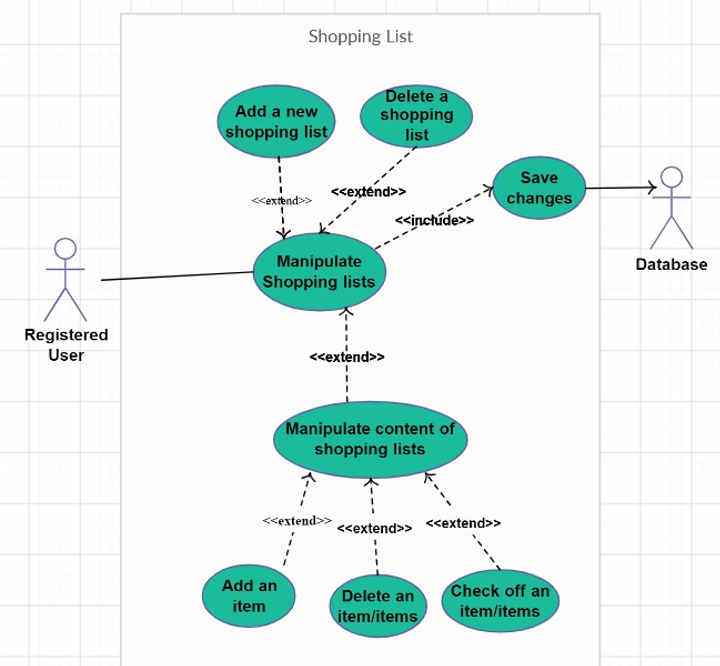 Shopping List
Add a new
shopping list
Delete a
shopping
list
<<extend>>
<<extend>>
<<include>>
Save
changes
Database
Manipulate
Shopping lists
Registered
User
<<extend>>
Manipulate content of
shopping lists
<<extend>>
<<extend>>
<<extend>>
Add an
item
Delete an
item/items
Check off an
item/items